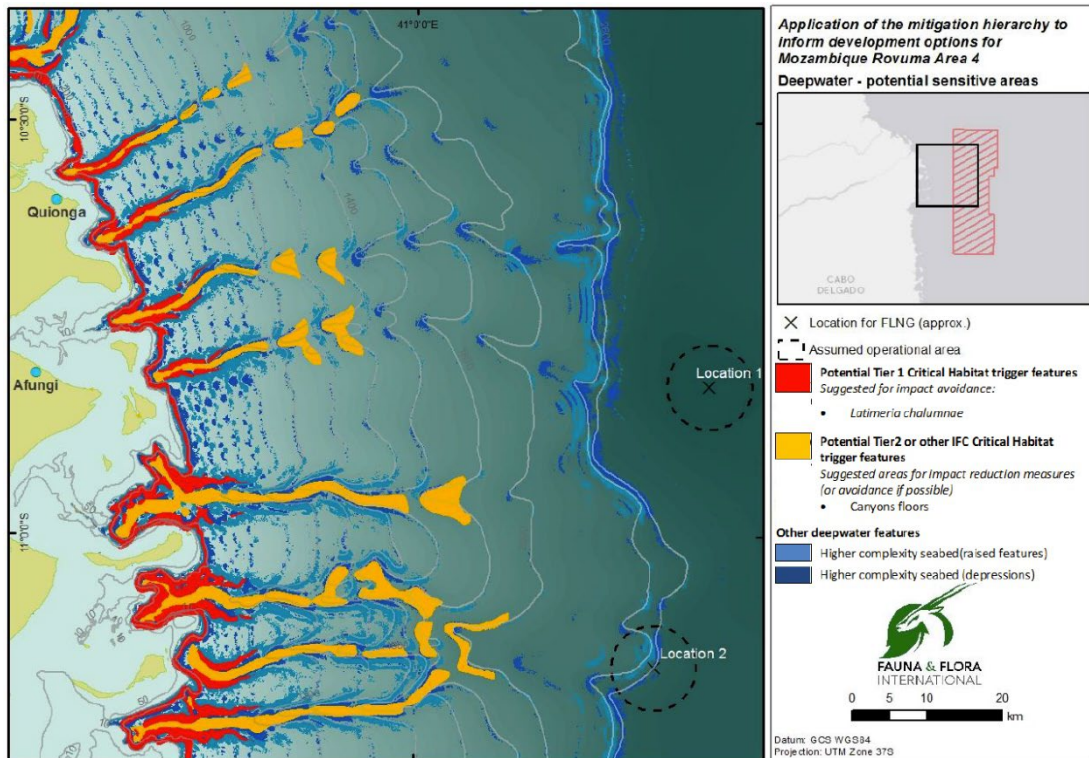 41°0'0"E
10°30'0"S
11°0'0"S
1000
1400
Quionga
Afungi
10
50
Location 1
Location 2
Application of the mitigation hierarchy to
inform development options for
Mozambique Rovuma Area 4
Deepwater - potential sensitive areas
CABO
DELGADO
Location for FLNG (approx.)
Assumed operational area
Potential Tier 1 Critical Habitat trigger features
Suggested for impact avoidance:
• Latimeria chalumnae
Potential Tier2 or other IFC Critical Habitat
trigger features
Suggested areas for impact reduction measures
(or avoidance if possible)
• Canyons floors
Other deepwater features
Higher complexity seabed(raised features)
Higher complexity seabed (depressions)
FAUNA & FLORA
INTERNATIONAL
0 5 10 20
km
Datum: GCS WGS84
Projection: UTM Zone 37S